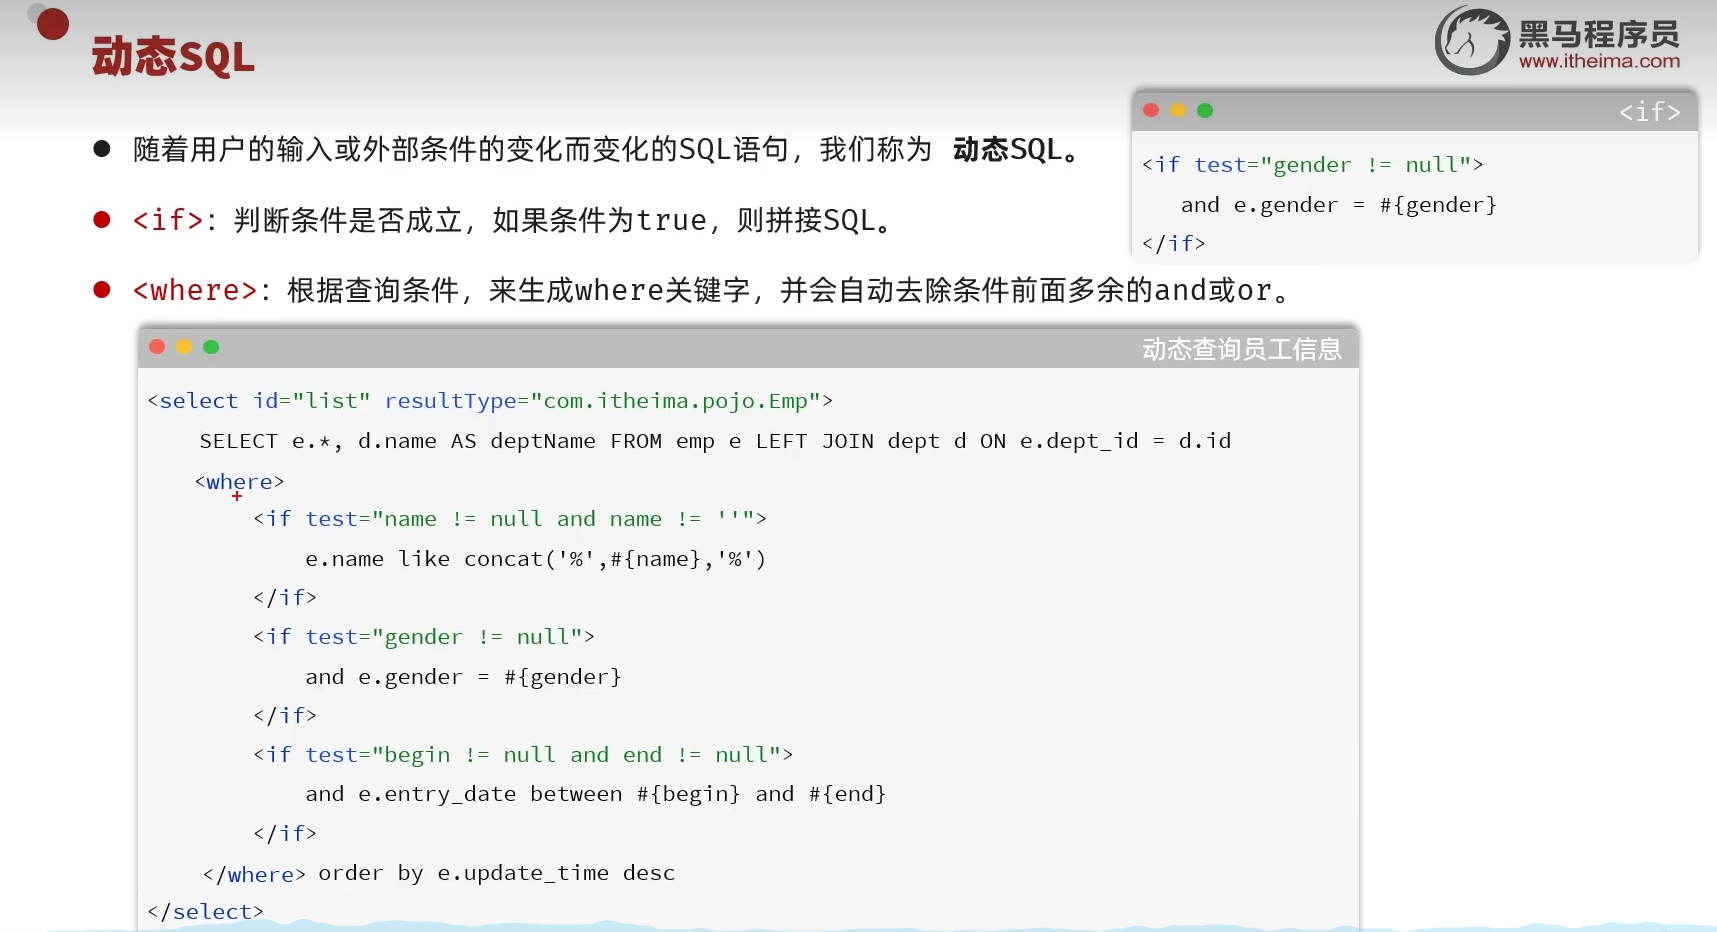 动态SQL
黑马程序员
www.itheima.com
随着用户的输入或外部条件的变化而变化的SQL语句，我们称为 动态SQL。
<if>：判断条件是否成立，如果条件为true，则拼接SQL。
<where>：根据查询条件，来生成where关键字，并会自动去除条件前面多余的and或or。
<if>
<if test="gender != null">
and e.gender = #{gender}
</if>
动态查询员工信息
<select id="list" resultType="com.itheima.pojo.Emp">
SELECT e.*, d.name AS deptName FROM emp e LEFT JOIN dept d ON e.dept_id = d.id
<where>
<if test="name != null and name != ''">
e.name like concat('%',#{name},'%')
</if>
<if test="gender != null">
and e.gender = #{gender}
</if>
<if test="begin != null and end != null">
and e.entry_date between #{begin} and #{end}
</if>
</where> order by e.update_time desc
</select>